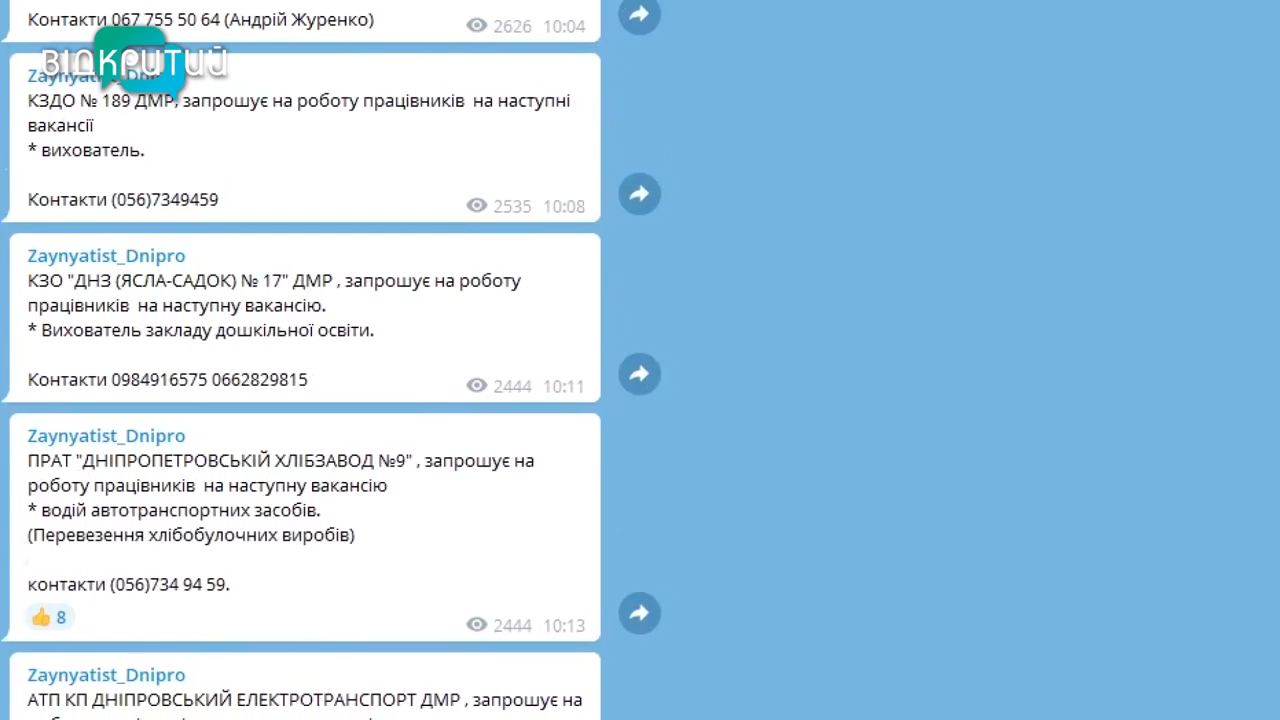 Контакти 067 755 50 64 (Андрій Журенко)
2626 10:04
ВІДКРИТИЙ
Zaynyatist_Dnipro
КЗДО № 189 ДМР, запрошує на роботу працівників на наступні
вакансії
* вихователь.
Контакти (056)7349459
2535 10:08
Zaynyatist_Dnipro
КЗО "ДНЗ (ЯСЛА-САДОК) № 17" ДМР , запрошує на роботу
працівників на наступну вакансію.
* Вихователь закладу дошкільної освіти.
Контакти 0984916575 0662829815
2444 10:11
Zaynyatist_Dnipro
ПРАТ "ДНІПРОПЕТРОВСЬКІЙ ХЛІБЗАВОД №9" , запрошує на
роботу працівників на наступну вакансію
* водій автотранспортних засобів.
(Перевезення хлібобулочних виробів)
контакти (056)734 94 59.
👍 8
2444 10:13
Zaynyatist_Dnipro
АТП КП ДНІПРОВСЬКИЙ ЕЛЕКТРОТРАНСПОРТ ДМР , запрошує на